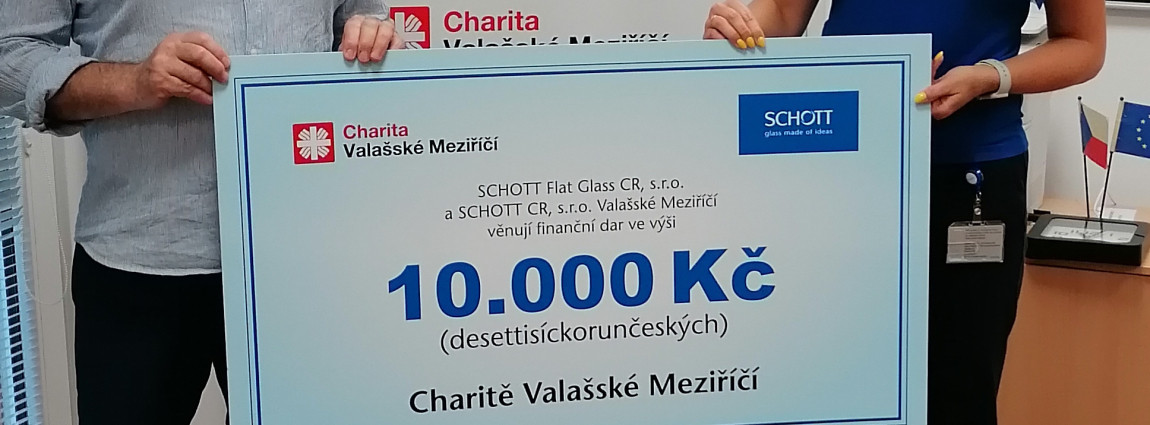 Charita
Valašské Meziříčí
Charita
Valašské Meziříčí
SCHOTT
glass made of ideas
SCHOTT Flat Glass CR, s.r.o.
a SCHOTT CR, s.r.o. Valašské Meziříčí
věnují finanční dar ve výši
10.000 Kč
(desettisíckorunčeských)
Charitě Valašské Meziříčí